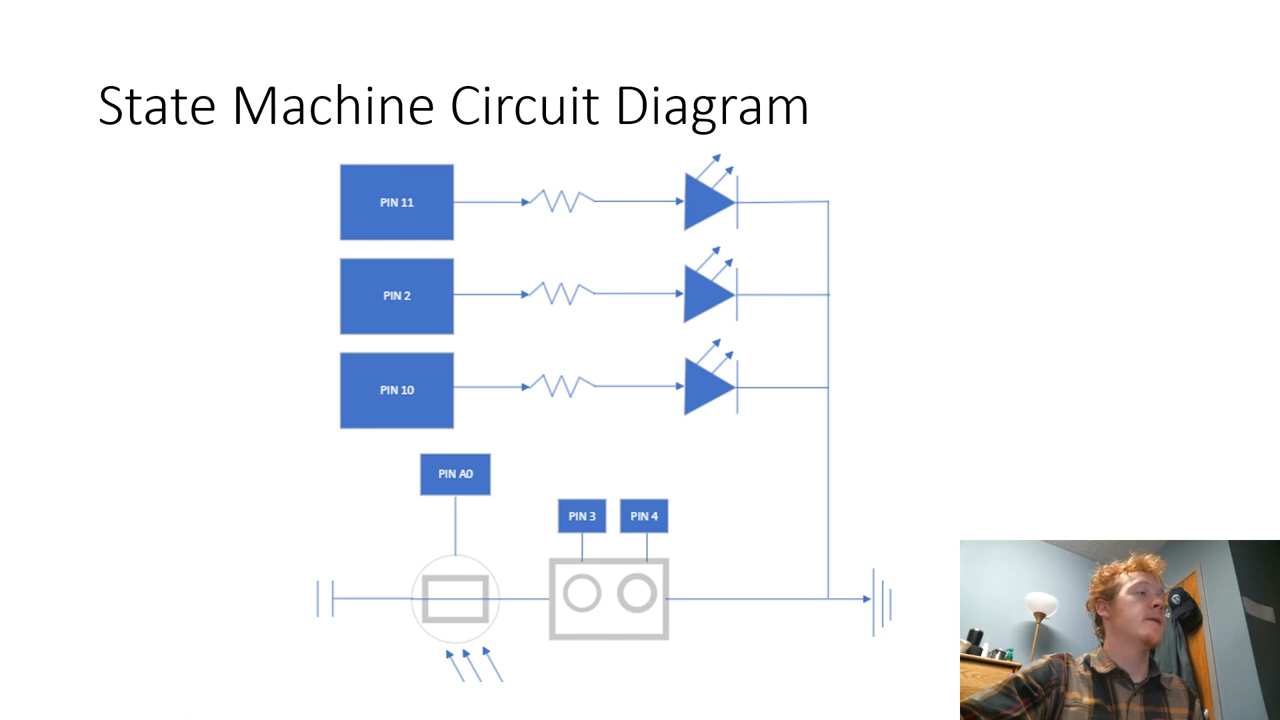 State Machine Circuit Diagram
PIN 11
PIN 2
PIN 10
PIN A0
PIN 3
PIN 4